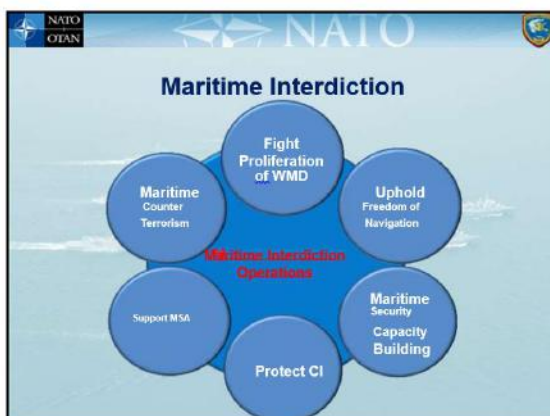 NATO
OTAN
NATO
Maritime Interdiction
Fight
Proliferation
of WMD
Uphold
Freedom of
Navigation
Maritime
Security
Capacity
Building
Protect CI
Support MSA
Maritime
Counter
Terrorism
Maritime Interdiction
Operations